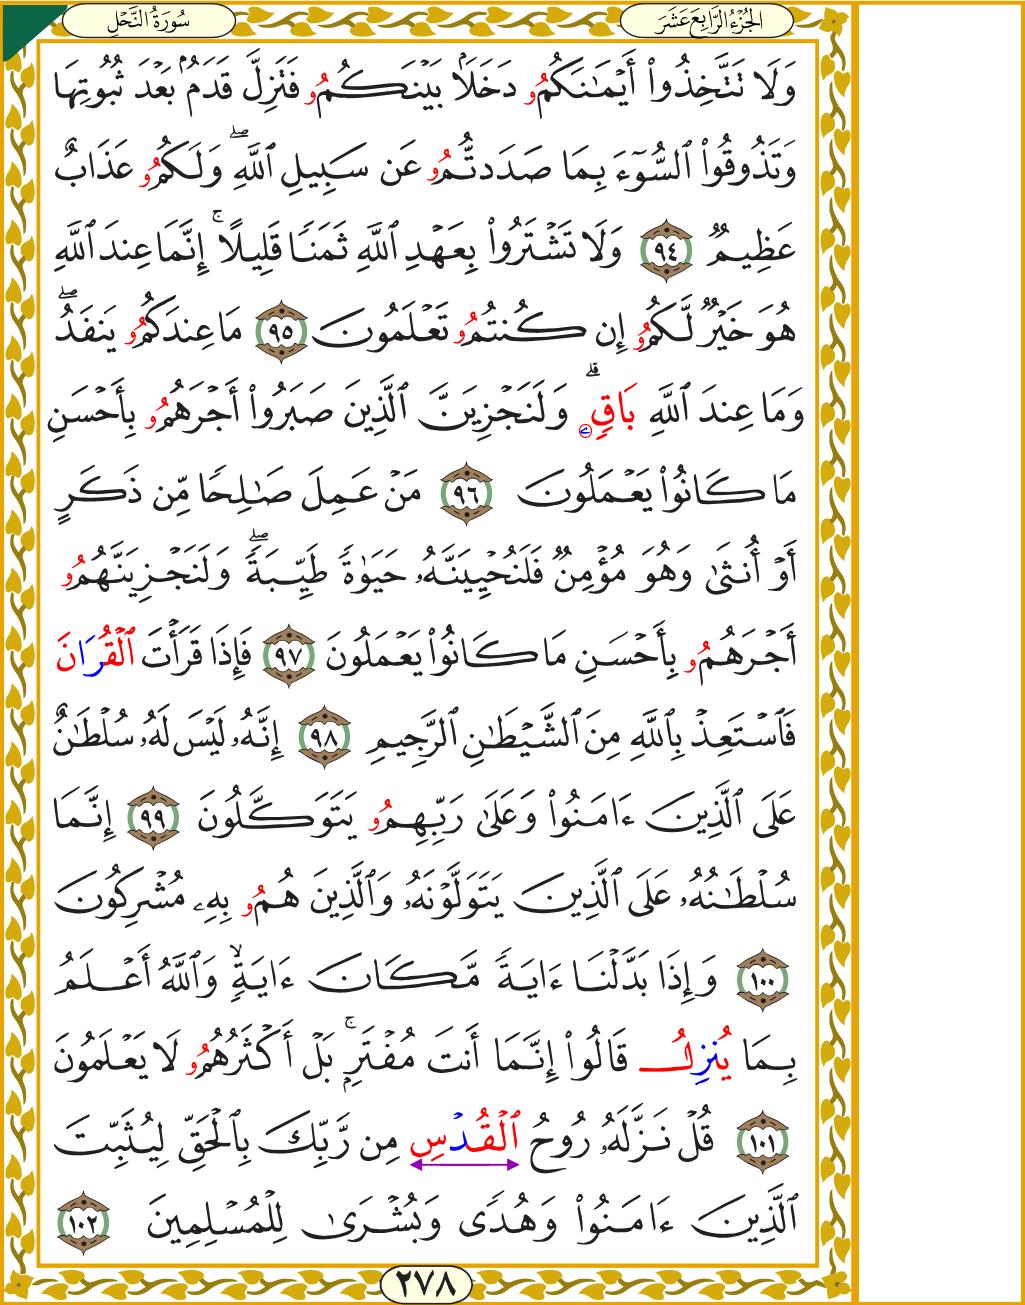 سُورَةُ النَّحْلِ
الجُزْءُ الرَّابِعَ عَشَرَ
وَلَا تَتَّخِذُوٓا۟ أَيْمَـٰنَكُمُۥ دَخَلًۢا بَيْنَكُمُۥ فَتَزِلَّ قَدَمٌۢ بَعْدَ ثُبُوتِهَا
وَتَذُوقُوا۟ ٱلسُّوٓءَ بِمَا صَدَدتُّمُۥ عَن سَبِيلِ ٱللَّهِۖ وَلَكُمُۥ عَذَابٌ
عَظِيمٌ ٩٤ وَلَا تَشْتَرُوا۟ بِعَهْدِ ٱللَّهِ ثَمَنًا قَلِيلًاۚ إِنَّمَا عِندَ ٱللَّهِ
هُوَ خَيْرٌ لَّكُمُۥ إِن كُنتُمُۥ تَعْلَمُونَ ٩٥ مَا عِندَكُمُۥ يَنفَدُۖ
وَمَا عِندَ ٱللَّهِ بَاقِےۗ وَلَنَجْزِيَنَّ ٱلَّذِينَ صَبَرُوا۟ أَجْرَهُمُۥ بِأَحْسَنِ
مَا كَانُوا۟ يَعْمَلُونَ ٩٦ مَنْ عَمِلَ صَـٰلِحًا مِّن ذَكَرٍ
أَوْ أُنثَىٰ وَهُوَ مُؤْمِنٌ فَلَنُحْيِيَنَّهُۥ حَيَوٰةً طَيِّبَةًۖ وَلَنَجْزِيَنَّهُمُۥ
أَجْرَهُمُۥ بِأَحْسَنِ مَا كَانُوا۟ يَعْمَلُونَ ٩٧ فَإِذَا قَرَأْتَ ٱلْقُرَانَ
فَٱسْتَعِذْ بِٱللَّهِ مِنَ ٱلشَّيْطَـٰنِ ٱلرَّجِيمِ ٩٨ إِنَّهُۥ لَيْسَ لَهُۥ سُلْطَـٰنٌ
عَلَى ٱلَّذِينَ ءَامَنُوا۟ وَعَلَىٰ رَبِّهِمُۥ يَتَوَكَّلُونَ ٩٩ إِنَّمَا
سُلْطَـٰنُهُۥ عَلَى ٱلَّذِينَ يَتَوَلَّوْنَهُۥ وَٱلَّذِينَ هُمُۥ بِهِۦ مُشْرِكُونَ
١٠٠ وَإِذَا بَدَّلْنَا ءَايَةً مَّكَانَ ءَايَةٍۙ وَٱللَّهُ أَعْلَمُ
بِمَا يُنزِلُ قَالُوٓا۟ إِنَّمَا أَنتَ مُفْتَرٍۭۚ بَلْ أَكْثَرُهُمُۥ لَا يَعْلَمُونَ
١٠١ قُلْ نَزَّلَهُۥ رُوحُ ٱلْقُدْسِ مِن رَّبِّكَ بِٱلْحَقِّ لِيُثَبِّتَ
ٱلَّذِينَ ءَامَنُوا۟ وَهُدًى وَبُشْرَىٰ لِلْمُسْلِمِينَ ١٠٢
٢٧٨